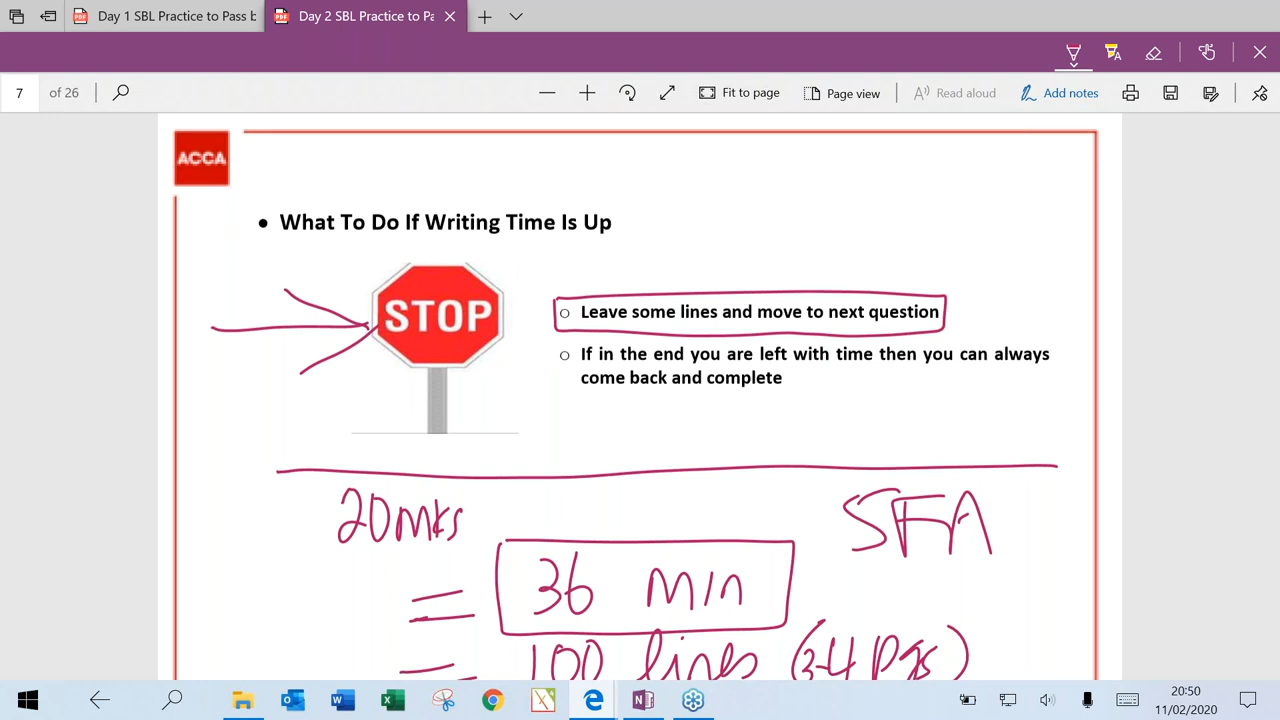 Day 1 SBL Practice to Pass b
Day 2 SBL Practice to Pa
7 of 26
Fit to page
Page view
Read aloud
Add notes
ACCA
• What To Do If Writing Time Is Up
STOP
○ Leave some lines and move to next question
○ If in the end you are left with time then you can always
come back and complete
20mks
SFA
= 36 Min
= 100 lines (3-4 Pgs)
20:50
11/02/2020